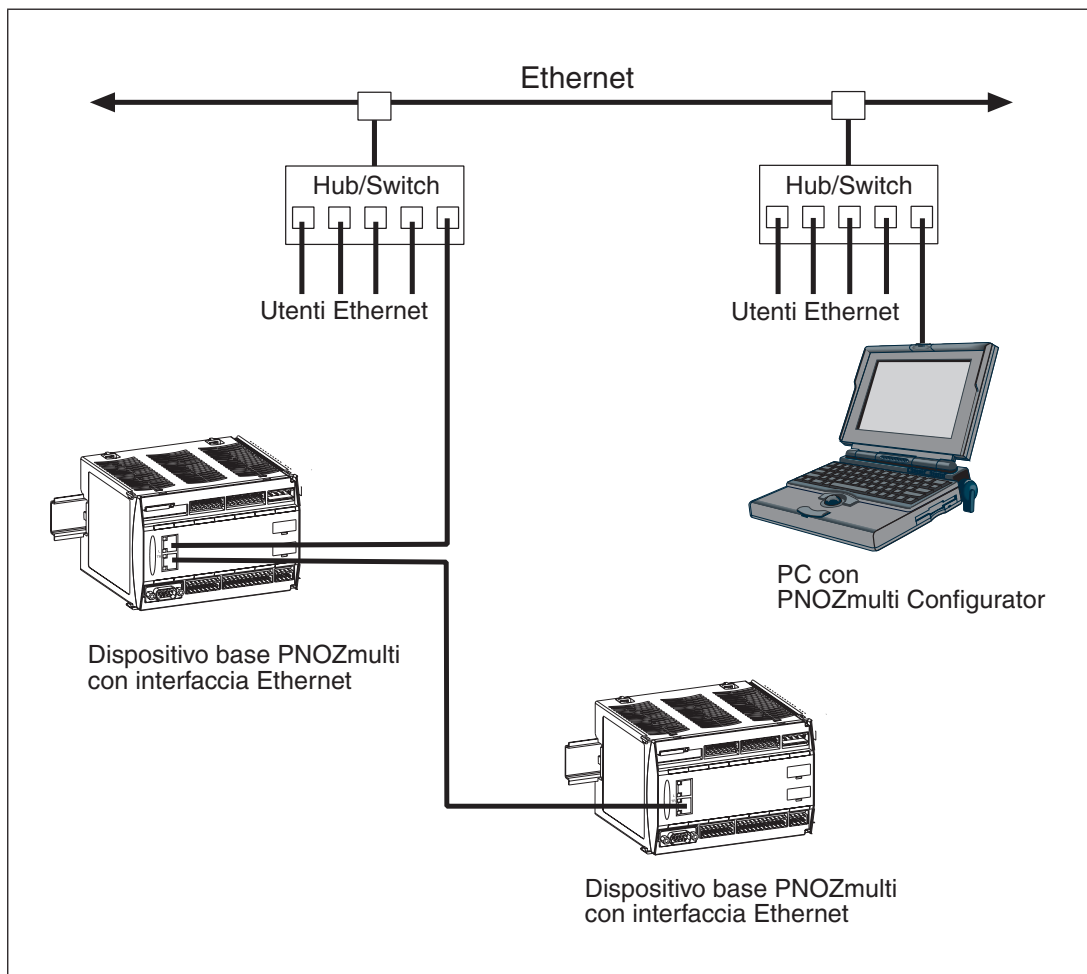 Ethernet
Hub/Switch
Hub/Switch
Utenti Ethernet
Utenti Ethernet
PC con
PNOZmulti Configurator
Dispositivo base PNOZmulti
con interfaccia Ethernet
Dispositivo base PNOZmulti
con interfaccia Ethernet